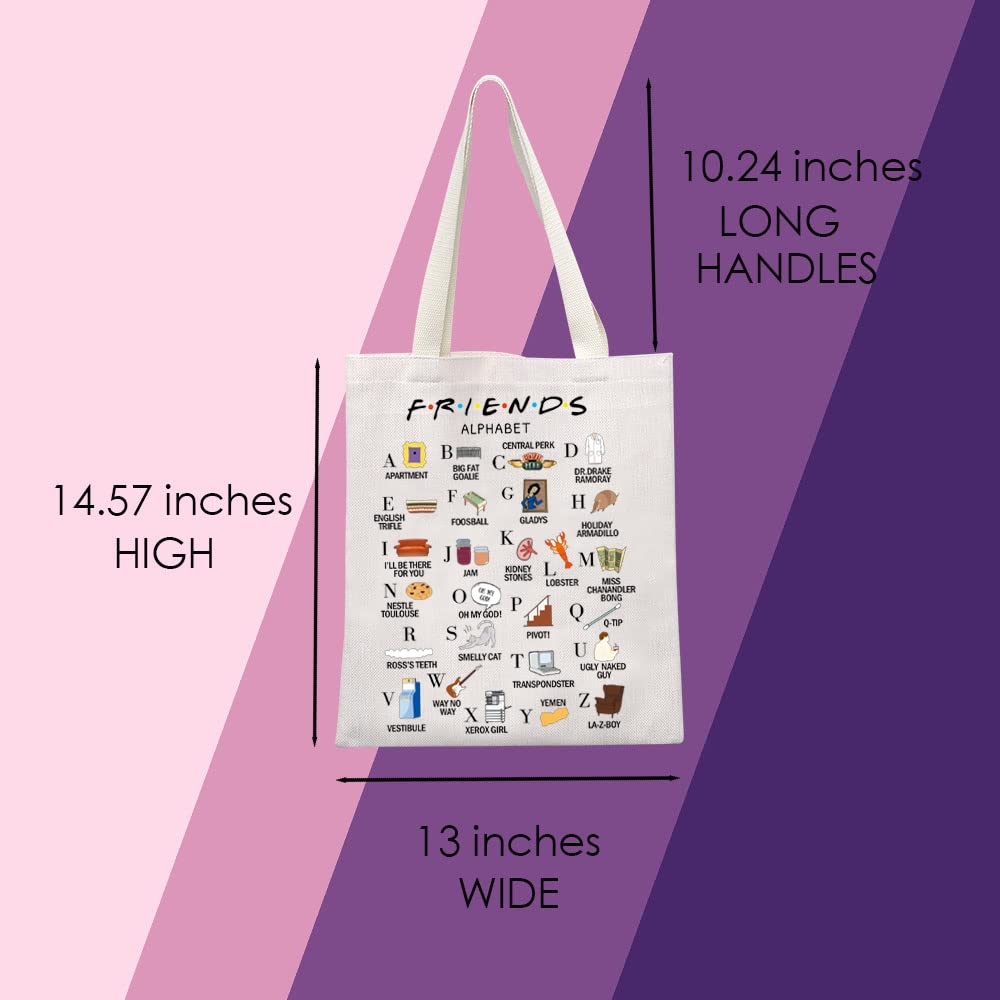 10.24 inches
LONG
HANDLES
14.57 inches
HIGH
F·R·I·E·N·D·S
ALPHABET
A
APARTMENT
B
BIG FAT
GOALIE
CENTRAL PERK
C
D
DR.DRAKE
RAMORAY
E
ENGLISH
TRIFLE
F
FOOSBALL
G
GLADYS
H
HOLIDAY
ARMADILLO
I
I'LL BE THERE
FOR YOU
J
JAM
K
KIDNEY
STONES
L
LOBSTER
M
MISS
CHANANDLER
BONG
N
NESTLE
TOULOUSE
O
OH MY
GOD!
OH MY GOD!
P
PIVOT!
Q
Q-TIP
R
ROSS'S TEETH
S
SMELLY CAT
T
TRANSPONDSTER
U
UGLY NAKED
GUY
V
VESTIBULE
W
WAY NO
WAY
X
XEROX GIRL
YEMEN
Y
Z
LA-Z-BOY
13 inches
WIDE